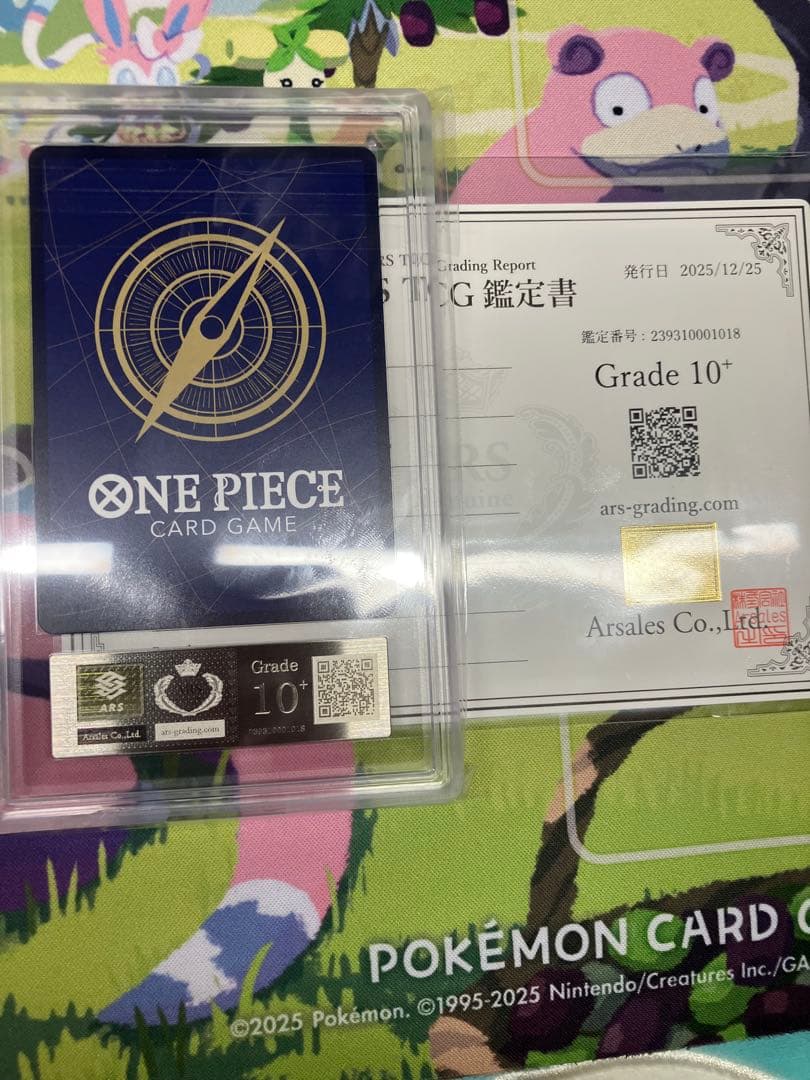 ONE PIECE
CARD GAME
ARS
Arsales Co.,Ltd.
ars-grading.com
Grade
10+
Grading Report
発行日 2025/12/25
TCG 鑑定書
鑑定番号：239310001018
Grade 10+
ars-grading.com
Arsales Co.,Ltd.
POKÉMON CARD
©2025 Pokémon. ©1995-2025 Nintendo/Creatures Inc./GA